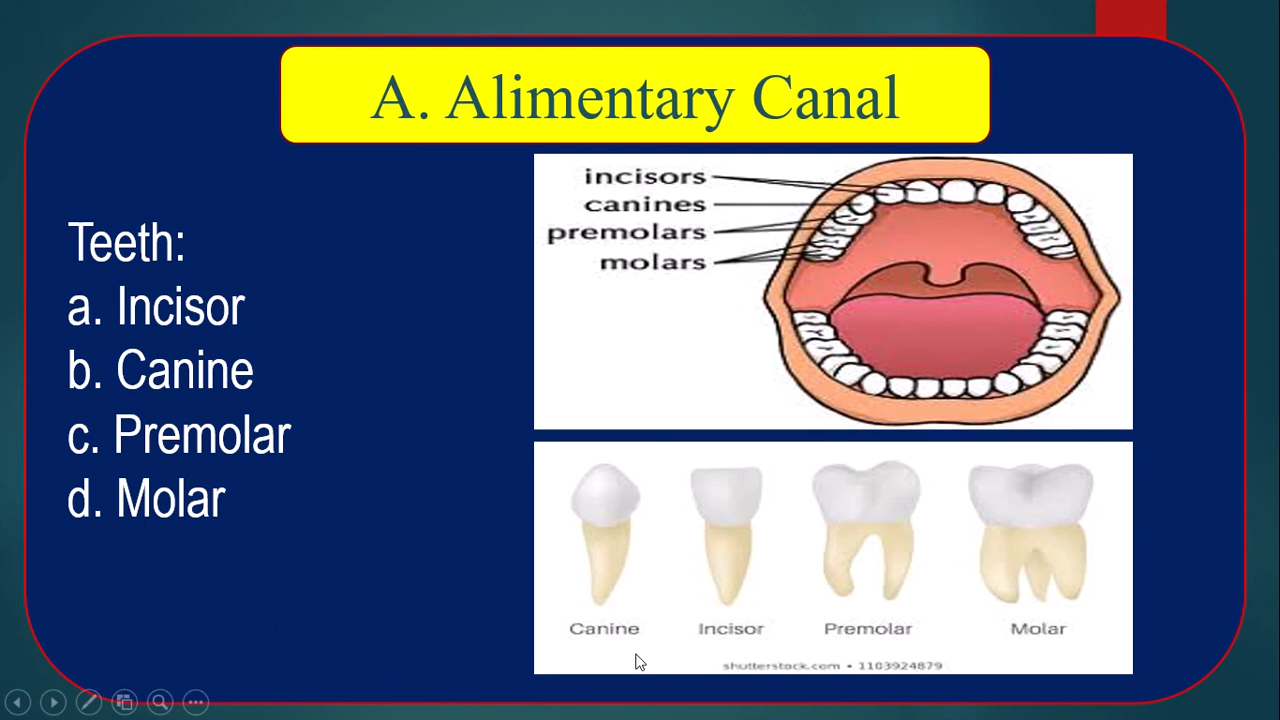 A. Alimentary Canal
Teeth:
a. Incisor
b. Canine
c. Premolar
d. Molar
incisors
canines
premolars
molars
Canine Incisor Premolar Molar
shutterstock.com • 1103924879